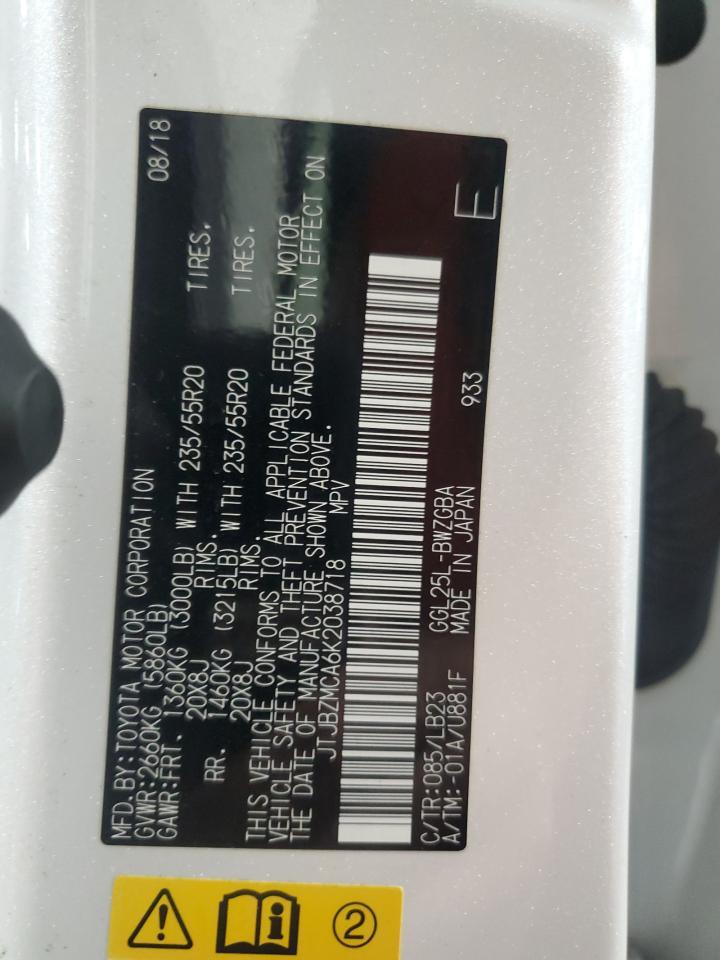 MFD.BY:TOYOTA MOTOR CORPORATION 08/18
GVWR:2660KG (5860LB)
GAWR:FRT. 1360KG (3000LB) WITH 235/55R20 TIRES.
20X8J RIMS.
RR. 1460KG (3215LB) WITH 235/55R20 TIRES.
20X8J RIMS.
THIS VEHICLE CONFORMS TO ALL APPLICABLE FEDERAL MOTOR
VEHICLE SAFETY AND THEFT PREVENTION STANDARDS IN EFFECT ON
THE DATE OF MANUFACTURE SHOWN ABOVE.
JTJBZMCA6K2038718 MPV
E
C/TR:085/LB23 GGL25L-BWZGBA
A/TM:-01A/U881F MADE IN JAPAN 933
2